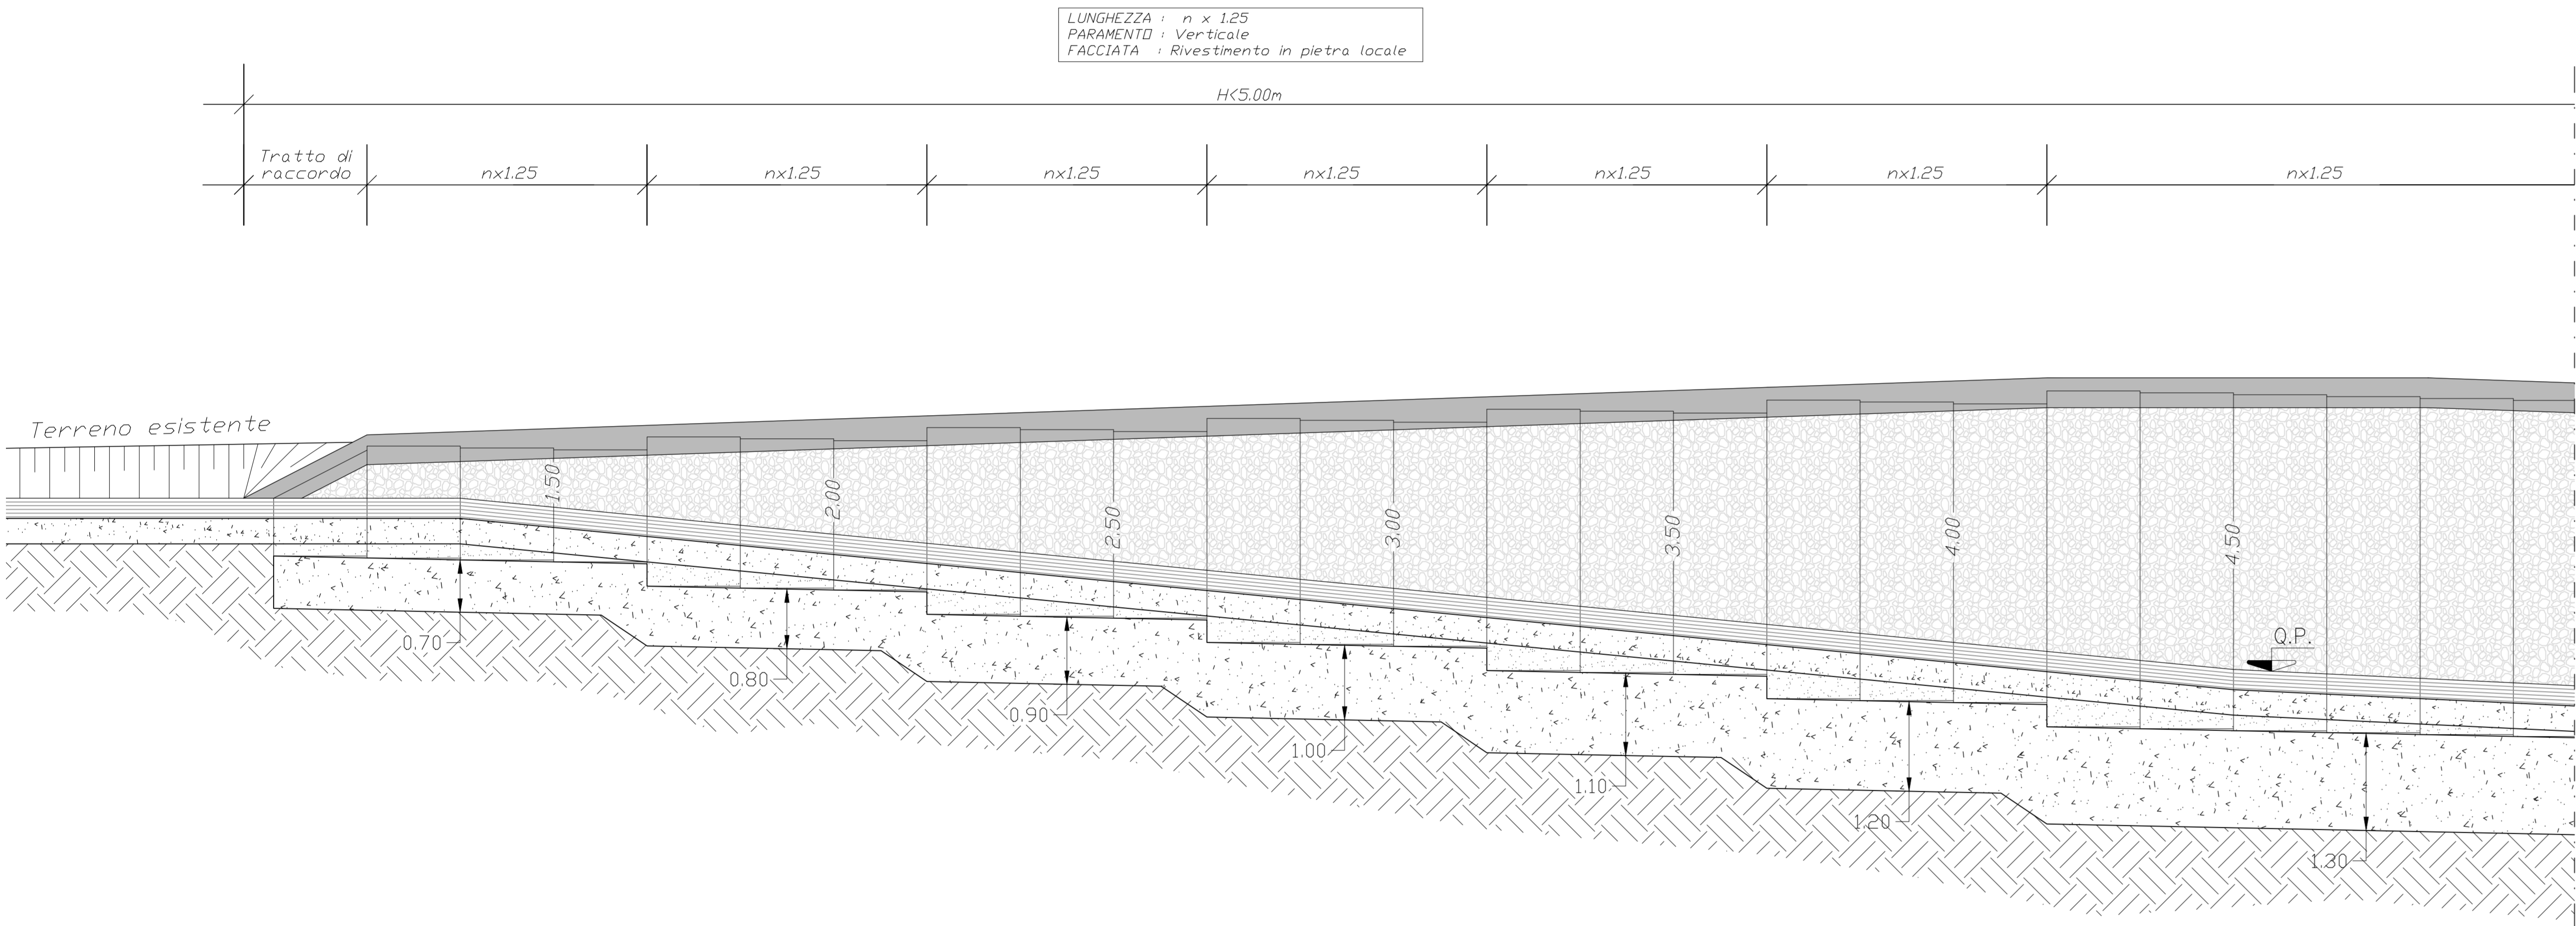 LUNGHEZZA : n x 1.25
PARAMENTO : Verticale
FACCIATA : Rivestimento in pietra locale
H<5.00m
Tratto di
raccordo
nx1.25
nx1.25
nx1.25
nx1.25
nx1.25
nx1.25
nx1.25
Terreno esistente
1.50
2.00
2.50
3.00
3.50
4.00
4.50
Q.P.
0.70
0.80
0.90
1.00
1.10
1.20
1.30